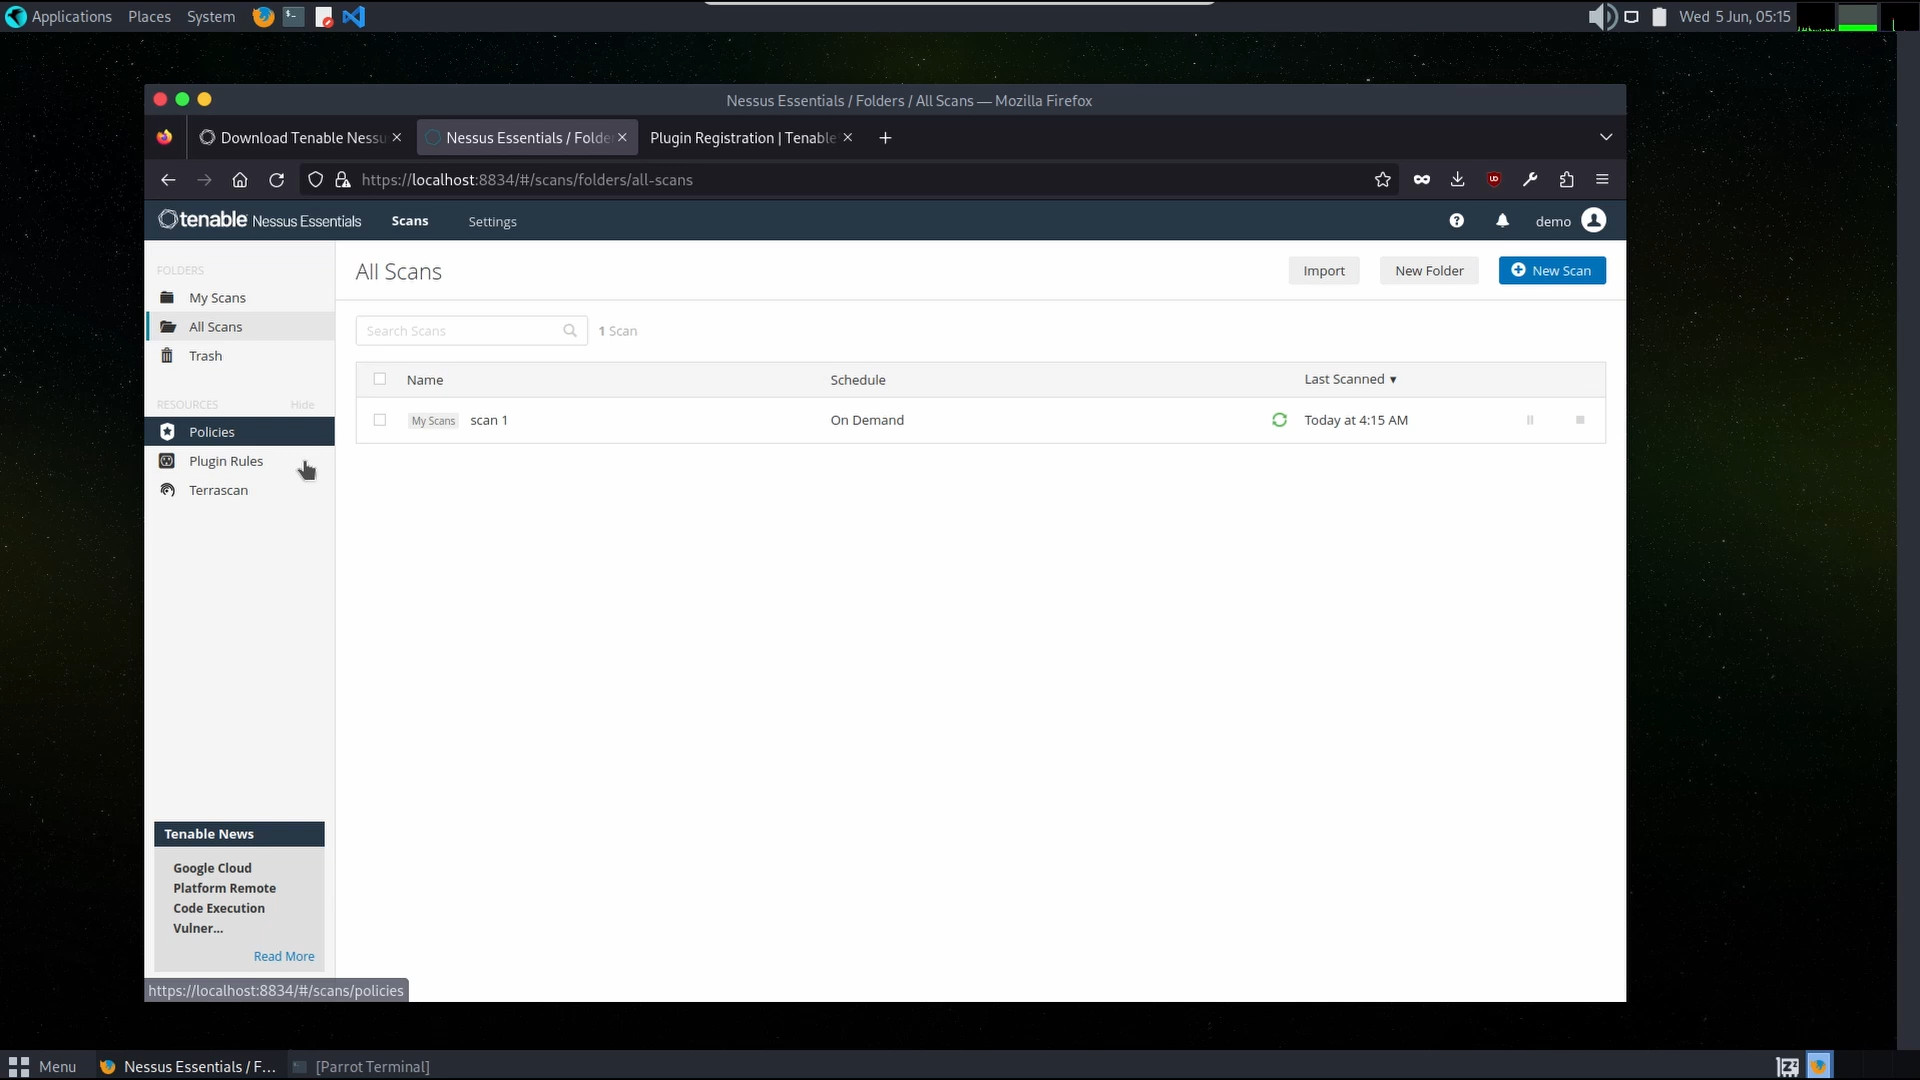 Applications Places System
Wed 5 Jun, 05:15
Nessus Essentials / Folders / All Scans — Mozilla Firefox
Download Tenable Nessu
Nessus Essentials / Folde
Plugin Registration | Tenable
https://localhost:8834/#/scans/folders/all-scans
tenable Nessus Essentials
Scans
Settings
demo
FOLDERS
My Scans
All Scans
Trash
RESOURCES
Hide
Policies
Plugin Rules
Terrascan
All Scans
Import
New Folder
New Scan
Search Scans
1 Scan
Name
Schedule
Last Scanned ▾
My Scans
scan 1
On Demand
Today at 4:15 AM
Tenable News
Google Cloud
Platform Remote
Code Execution
Vulner...
Read More
https://localhost:8834/#/scans/policies
Menu
Nessus Essentials / F...
[Parrot Terminal]